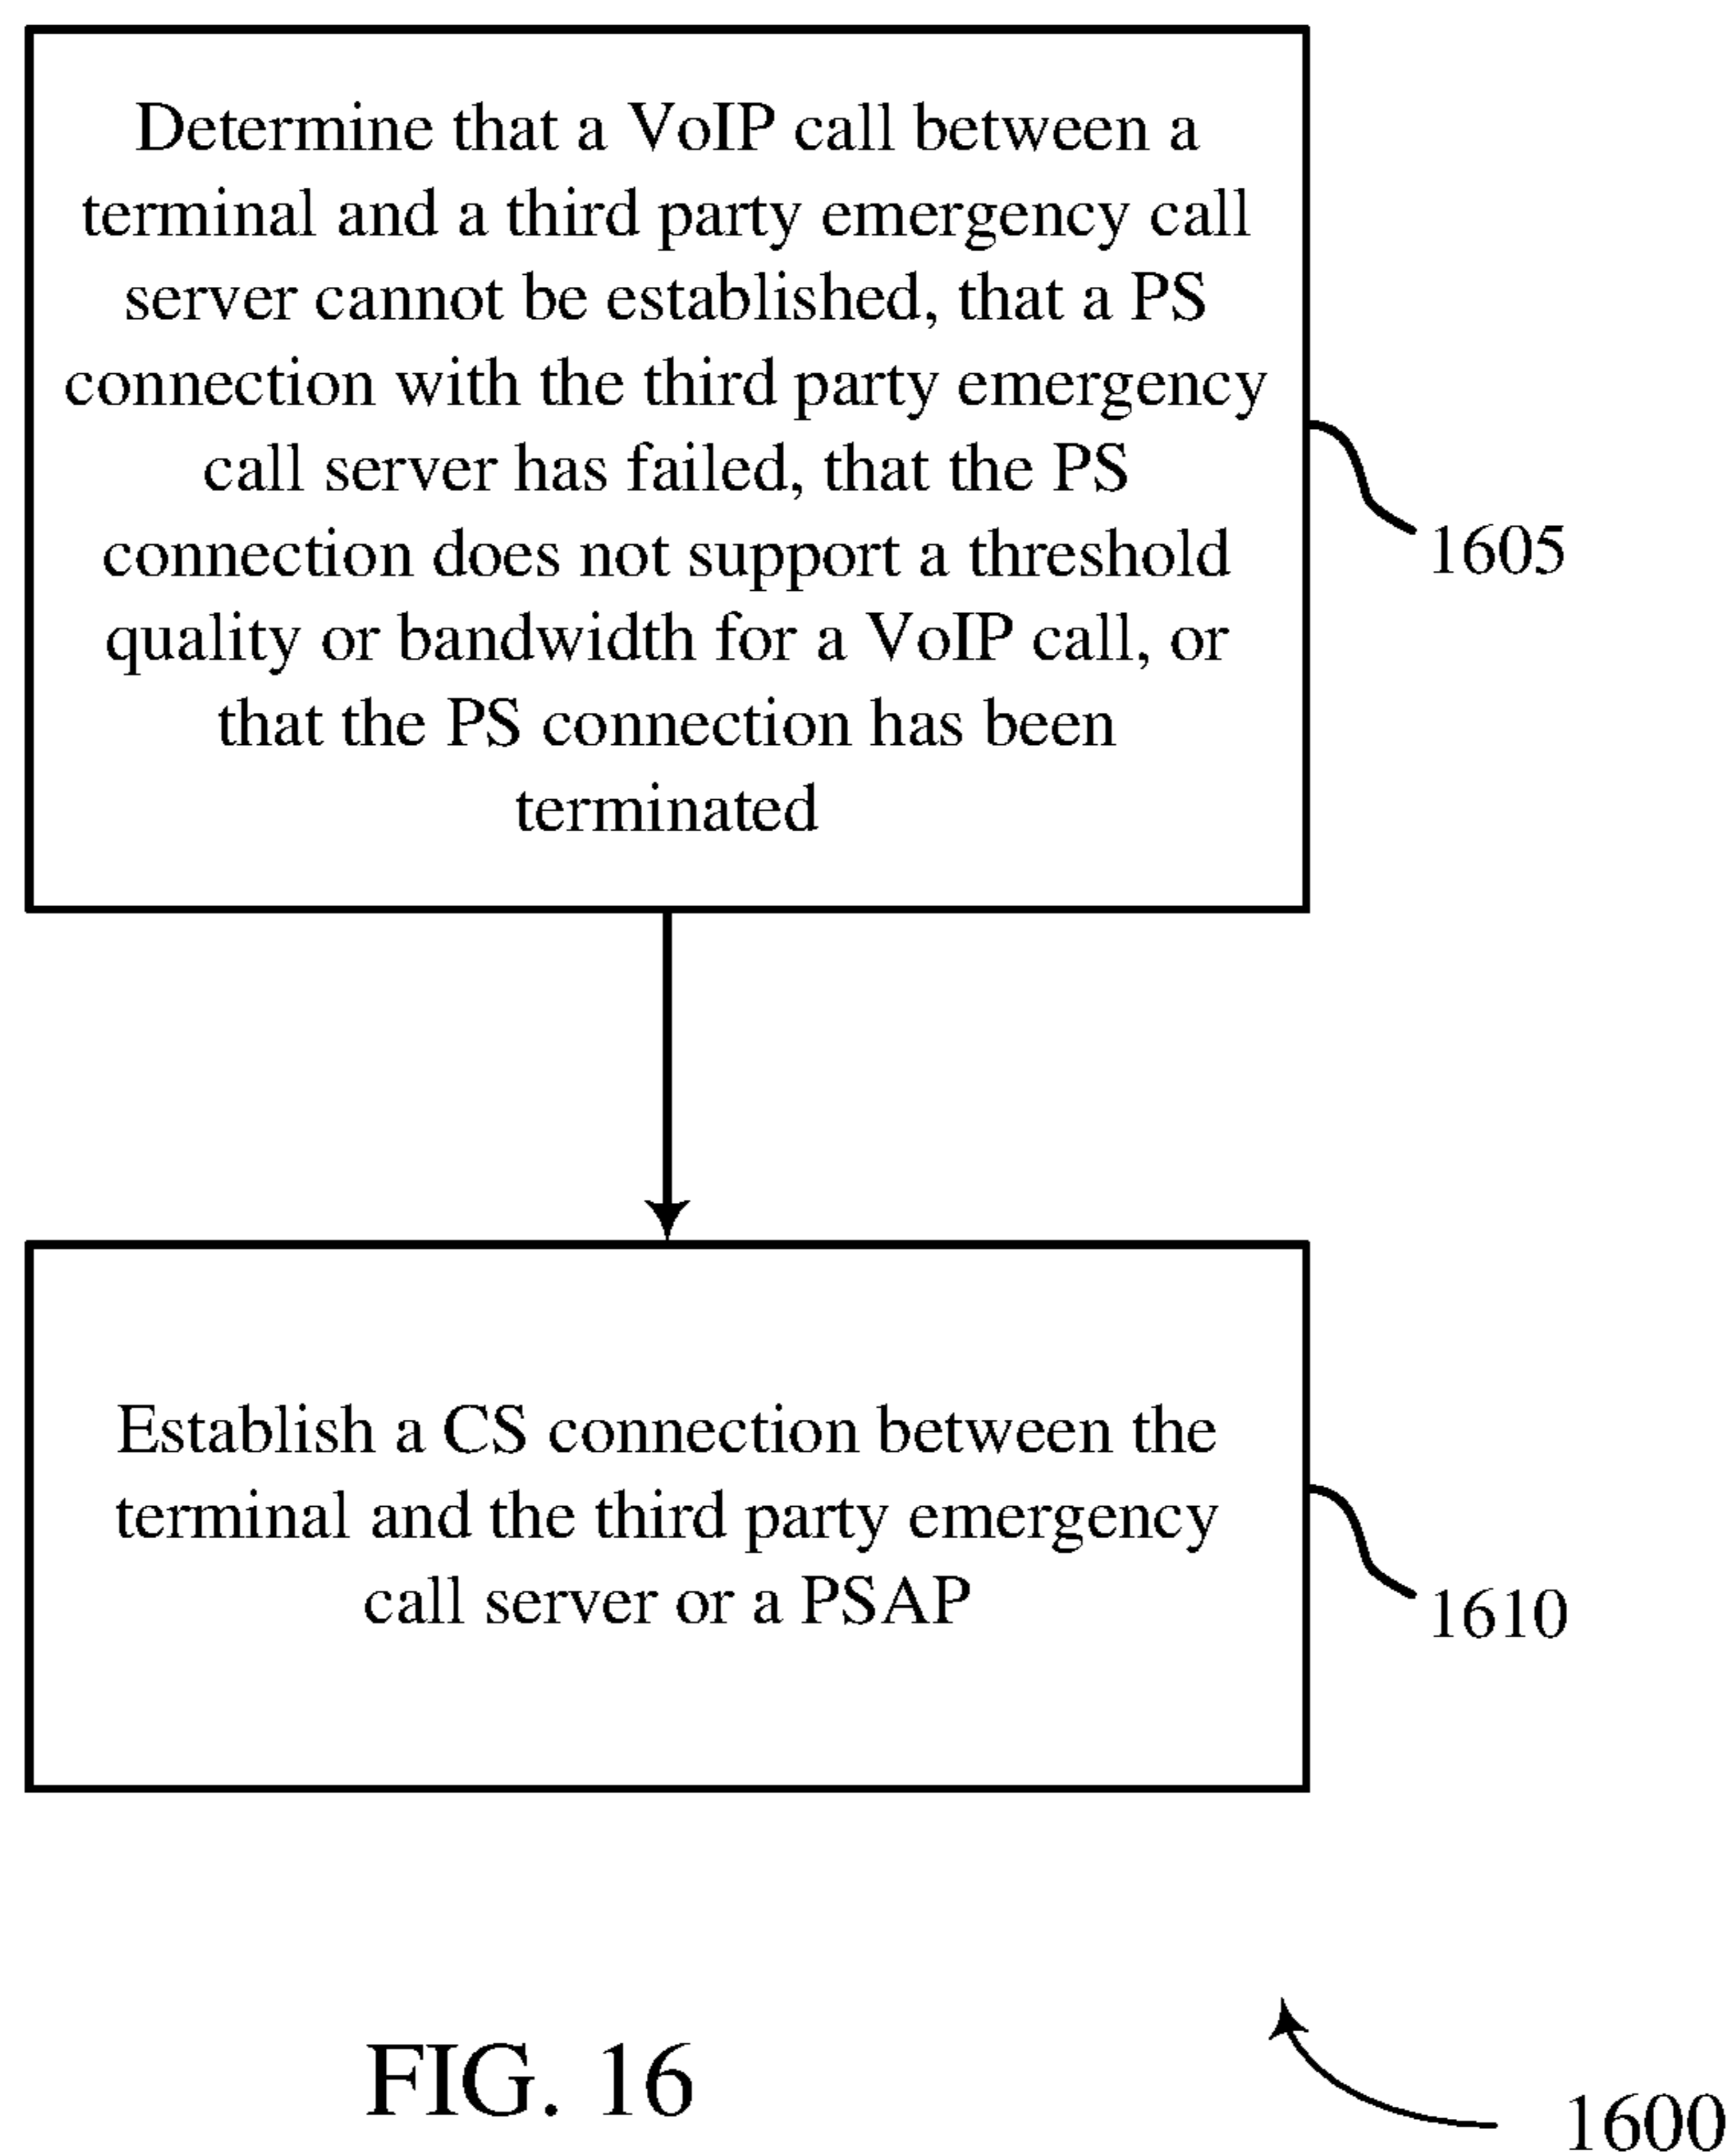 Determine that a VoIP call between a
terminal and a third party emergency call
server cannot be established, that a PS
connection with the third party emergency
call server has failed, that the PS
connection does not support a threshold
quality or bandwidth for a VoIP call, or
that the PS connection has been
terminated
1605
Establish a CS connection between the
terminal and the third party emergency
call server or a PSAP
1610
FIG. 16
1600